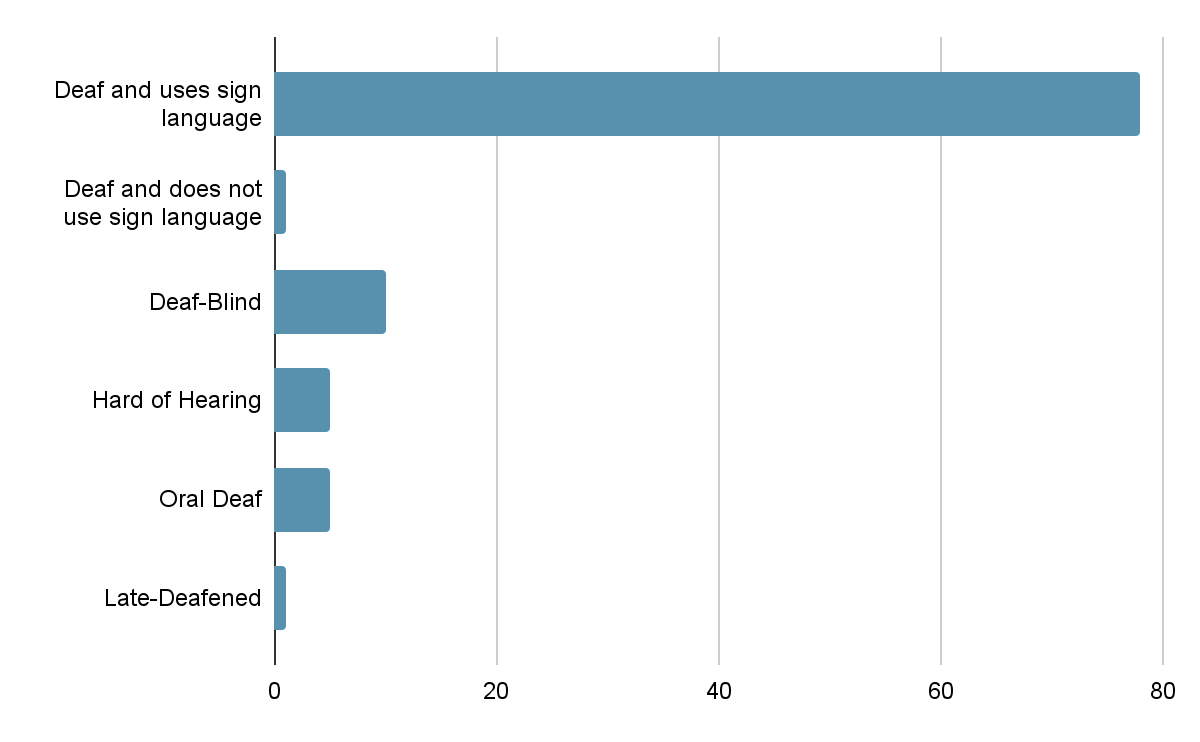 Deaf and uses sign
language
Deaf and does not
use sign language
Deaf-Blind
Hard of Hearing
Oral Deaf
Late-Deafened
0 20 40 60 80